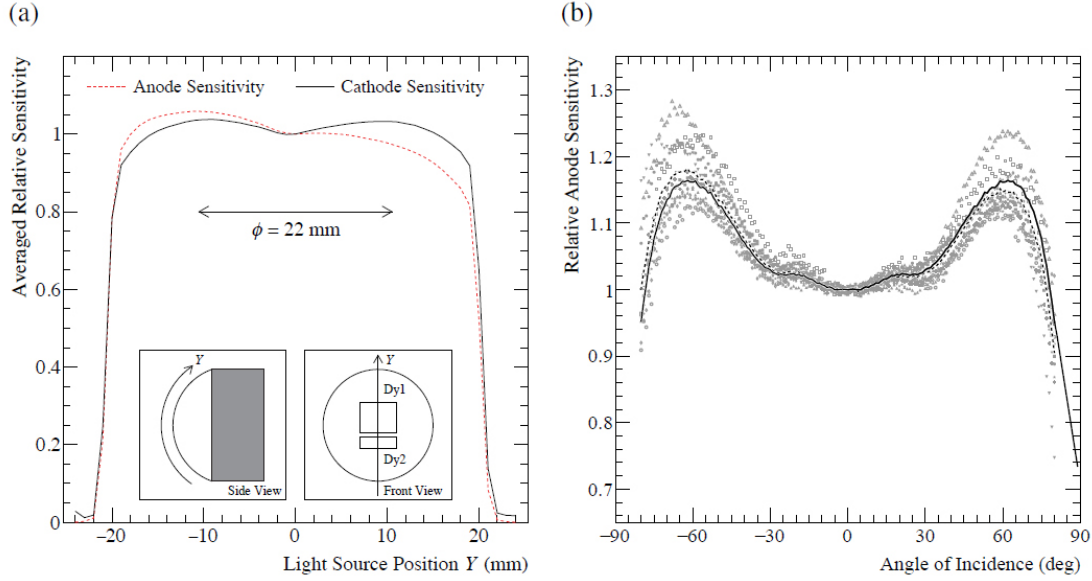 (a)
(b)
Averaged Relative Sensitivity
1
0.8
0.6
0.4
0.2
0
Anode Sensitivity
Cathode Sensitivity
ϕ = 22 mm
Y
Side View
Y
Dy1
Dy2
Front View
−20
−10
0
10
20
Light Source Position Y (mm)
Relative Anode Sensitivity
1.3
1.2
1.1
1
0.9
0.8
0.7
−90
−60
−30
0
30
60
90
Angle of Incidence (deg)